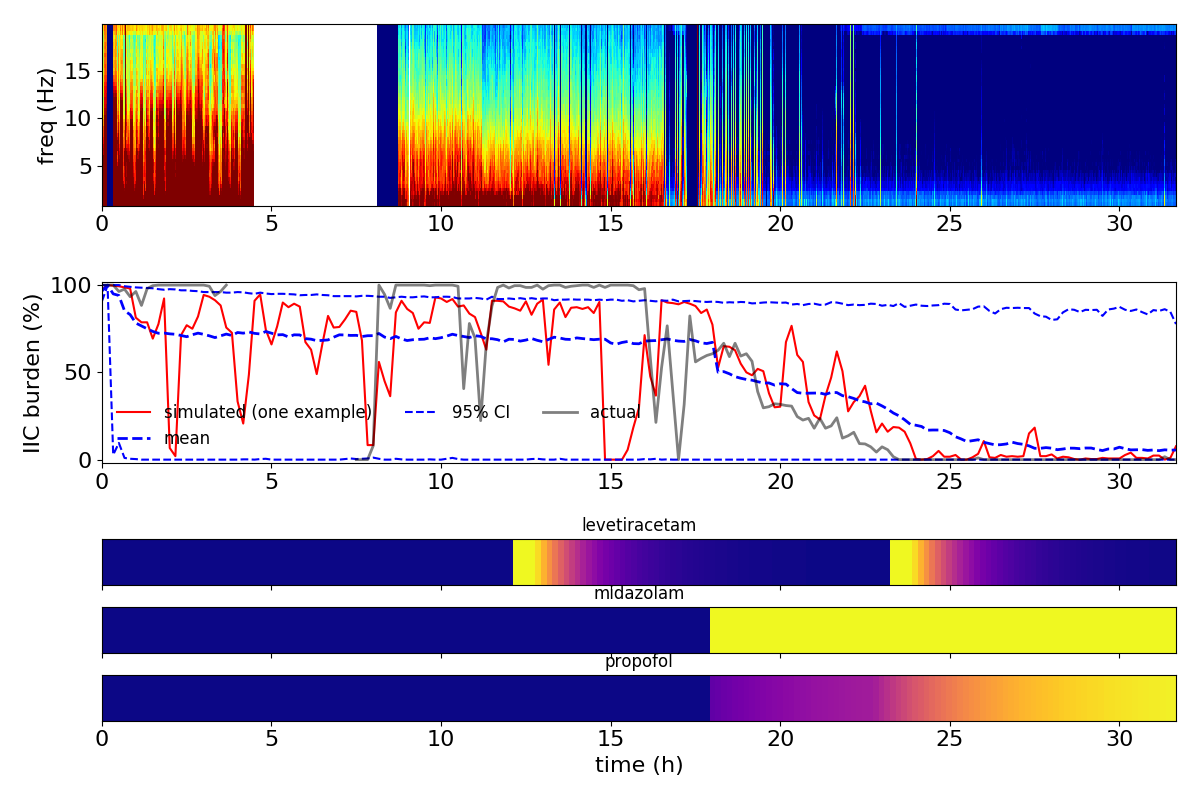 freq (Hz)
15
10
5
0 5 10 15 20 25 30
IIC burden (%)
100
50
0
simulated (one example) 95% CI actual
mean
0 5 10 15 20 25 30
levetiracetam
midazolam
propofol
0 5 10 15 20 25 30
time (h)